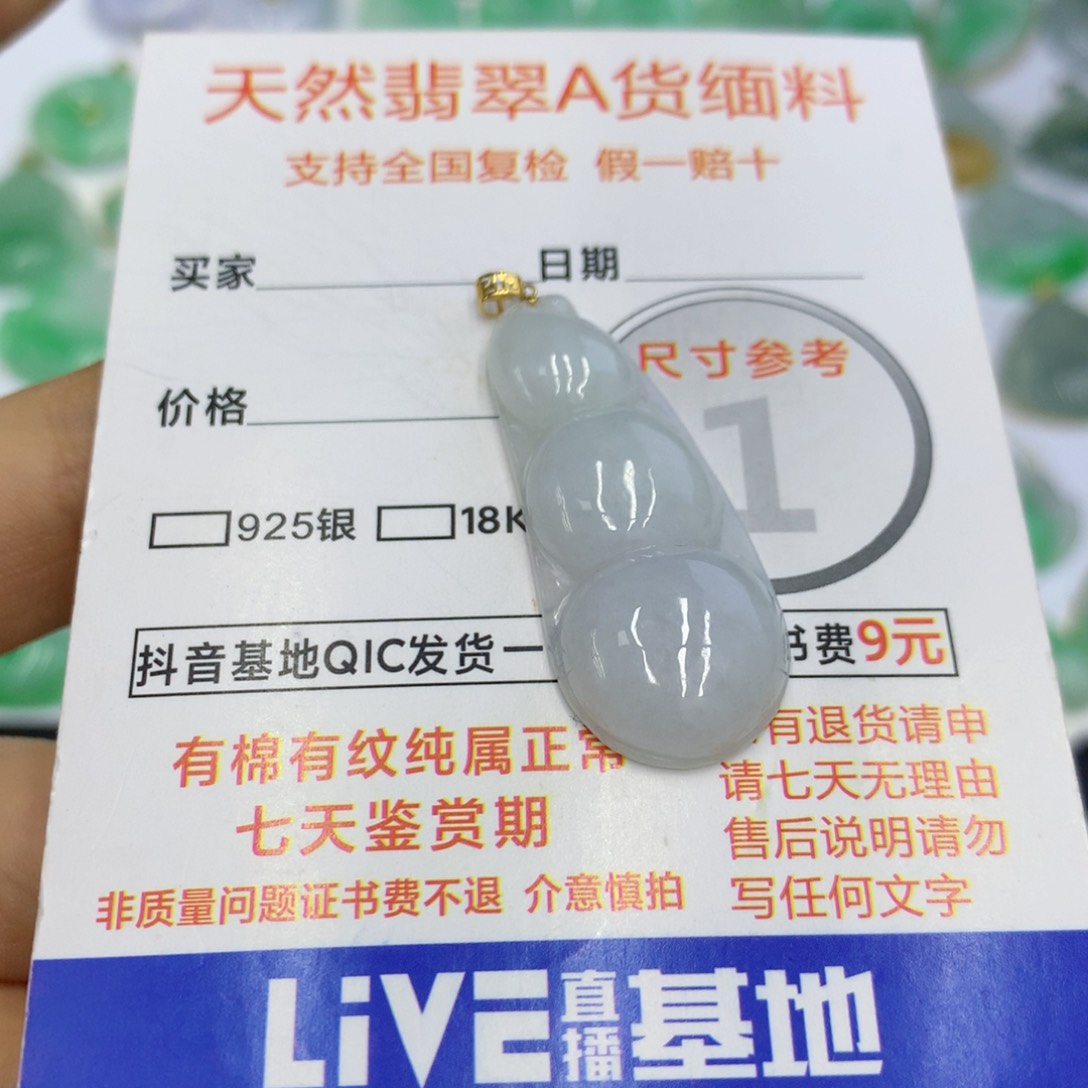 天然翡翠A货缅料
支持全国复检 假一赔十
买家 日期
尺寸参考
1
价格
925银 18K
抖音基地QIC发货一 书费9元
有棉有纹纯属正常
七天鉴赏期
非质量问题证书费不退 介意慎拍
有退货请申
请七天无理由
售后说明请勿
写任何文字
LiVE直播基地